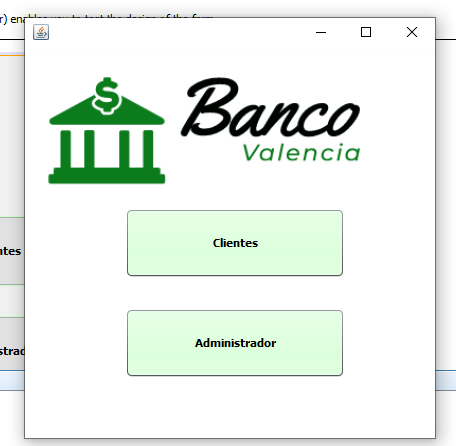 r) enables you to test the design of the form
$
Banco
Valencia
Clientes
ntes
Administrador
strad